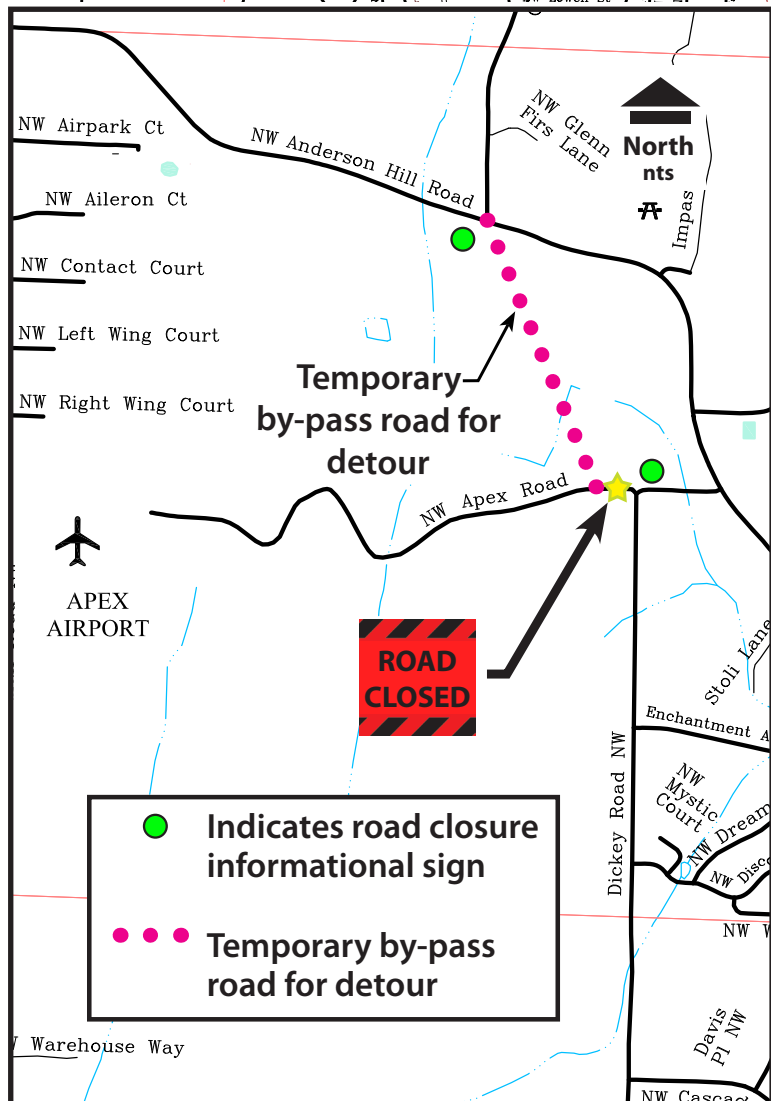 NW Airpark Ct
NW Anderson Hill Road
NW Glenn
Firs Lane
North
nts
NW Aileron Ct
Impas
NW Contact Court
NW Left Wing Court
Temporary
by-pass road for
detour
NW Right Wing Court
NW Apex Road
APEX
AIRPORT
ROAD
CLOSED
Stoli Lane
Enchantment A
Dickey Road NW
NW
Mystic
Court
NW Dream
NW Disc
NW W
Indicates road closure
informational sign
Temporary by-pass
road for detour
Davis
Pl NW
W Warehouse Way
NW Cascad